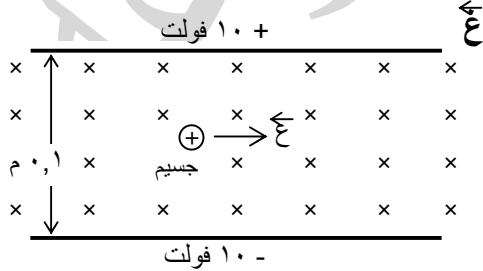 غ
+ ١٠ فولت
ع
٠,١ م
جسيم
- ١٠ فولت